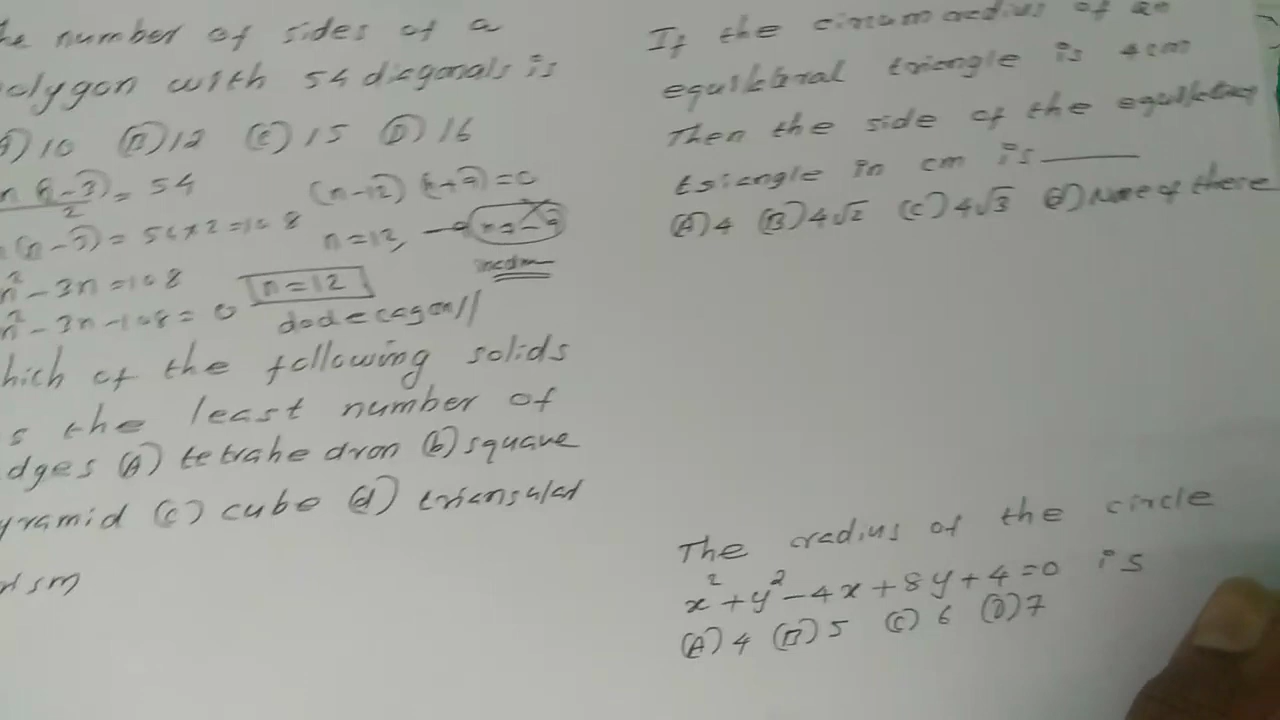 he number of sides of a
olygon with 54 diagonals is
A) 10 (B) 12 (C) 15 (D) 16
n(n-3)/2 = 54
(n-3) = 54×2=108
n²-3n=108
n²-3n-108=0
(n-12)(n+9)=0
n=12, n=-9
n=12
dodecagon//
hich of the following solids
s the least number of
dges (A) tetrahedron (b) square
yramid (c) cube (d) triangular
ism
If the circumradius of an
equilateral triangle is 4cm
Then the side of the equilateral
triangle in cm is ____
(A) 4 (B) 4√2 (C) 4√3 (d) None of there
The radius of the circle
x²+y²-4x+8y+4=0 is
(A) 4 (B) 5 (C) 6 (D) 7